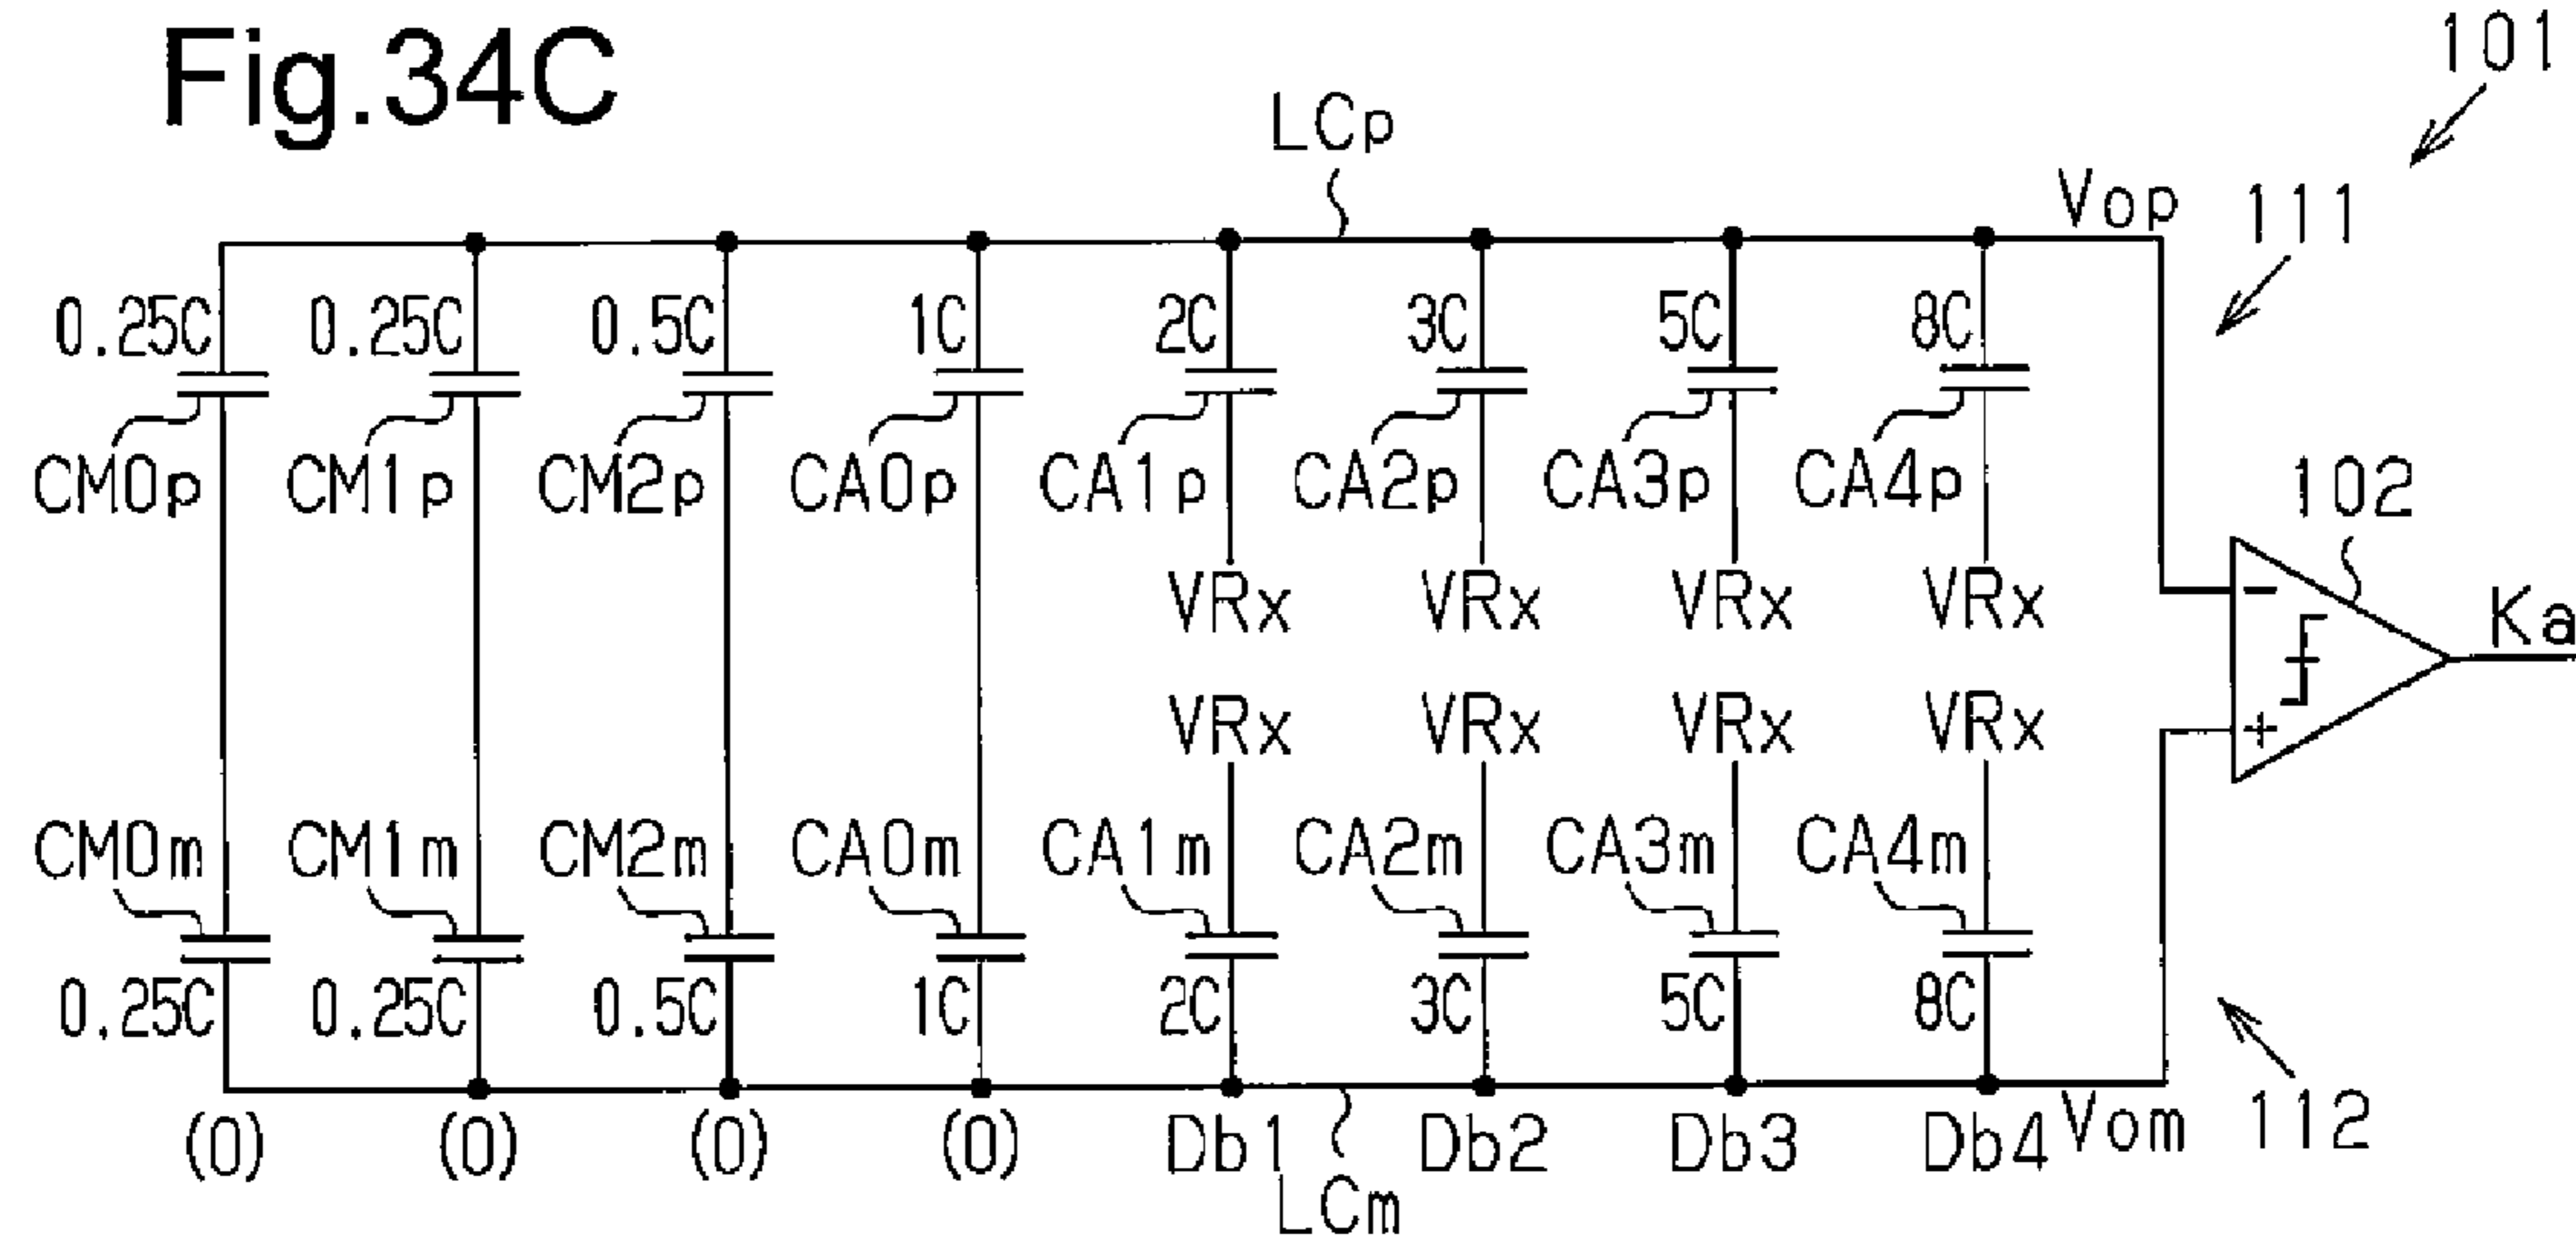 Fig.34C
101
LCp
Vop
111
0.25C 0.25C 0.5C 1C 2C 3C 5C 8C
CM0p CM1p CM2p CA0p CA1p CA2p CA3p CA4p
102
VRx VRx VRx VRx
−
Ka
VRx VRx VRx VRx
+
CM0m CM1m CM2m CA0m CA1m CA2m CA3m CA4m
0.25C 0.25C 0.5C 1C 2C 3C 5C 8C
(0) (0) (0) (0) Db1 Db2 Db3 Db4 Vom 112
LCm